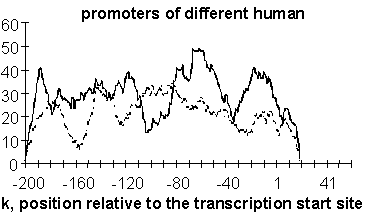 promoters of different human
60
50
40
30
20
10
0
-200 -160 -120 -80 -40 1 41
k, position relative to the transcription start site